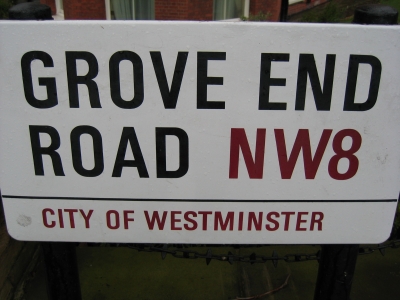 GROVE END
ROAD NW8
CITY OF WESTMINSTER